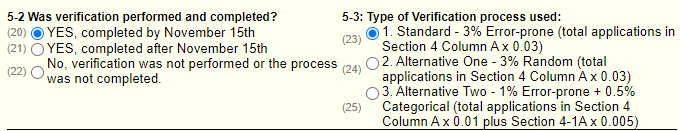 5-2 Was verification performed and completed?
(20) YES, completed by November 15th
(21) YES, completed after November 15th
(22) No, verification was not performed or the process
was not completed.
5-3: Type of Verification process used:
(23) 1. Standard - 3% Error-prone (total applications in
Section 4 Column A x 0.03)
(24) 2. Alternative One - 3% Random (total
applications in Section 4 Column A x 0.03)
3. Alternative Two - 1% Error-prone + 0.5%
(25) Categorical (total applications in Section 4
Column A x 0.01 plus Section 4-1A x 0.005)